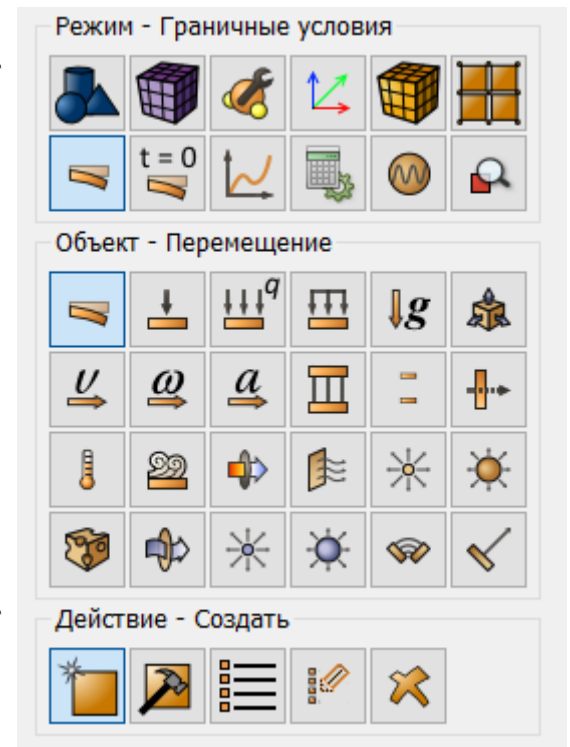 Режим - Граничные условия
t = 0
Объект - Перемещение
q
g
υ ω a
Действие - Создать